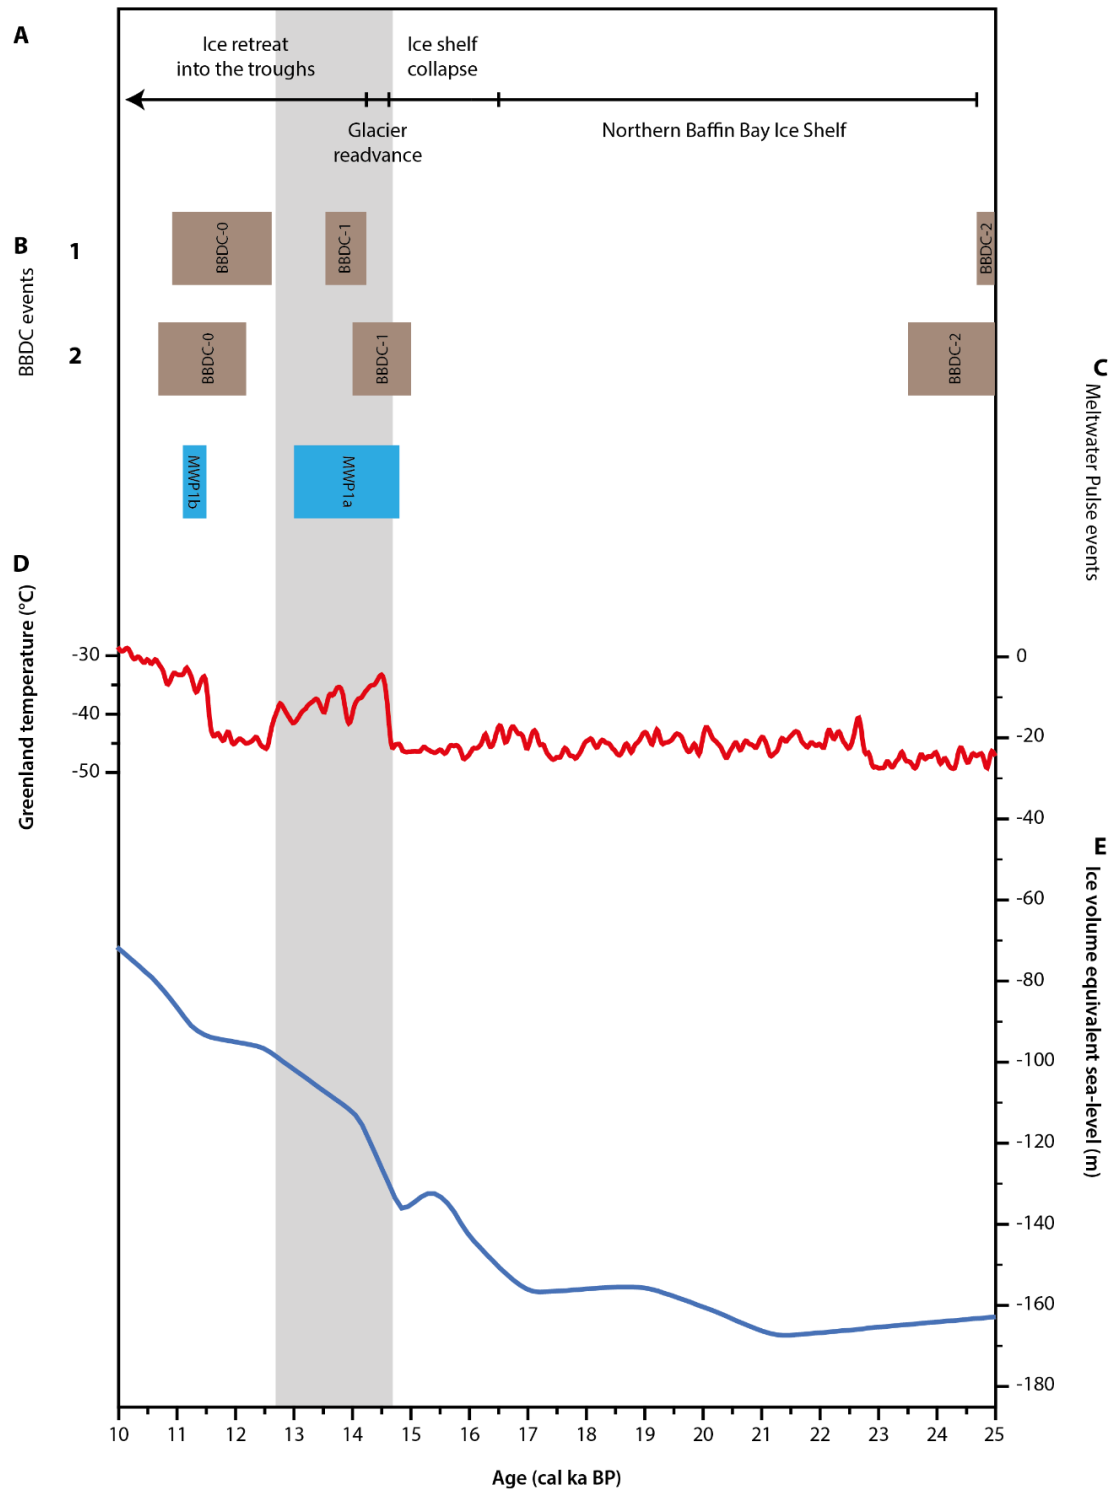 A
Ice retreat
into the troughs
Ice shelf
collapse
Glacier
readvance
Northern Baffin Bay Ice Shelf
B
BBDC events
1
BBDC-0
BBDC-1
BBDC-2
2
BBDC-0
BBDC-1
BBDC-2
C
Meltwater Pulse events
MWP1b
MWP1a
D
Greenland temperature (°C)
-30
-40
-50
E
Ice volume equivalent sea-level (m)
0
-20
-40
-60
-80
-100
-120
-140
-160
-180
10 11 12 13 14 15 16 17 18 19 20 21 22 23 24 25
Age (cal ka BP)